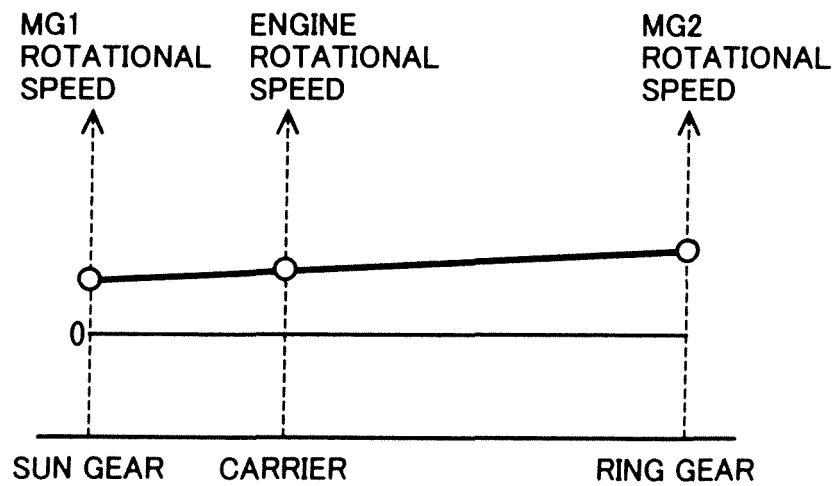 MG1
ROTATIONAL
SPEED
ENGINE
ROTATIONAL
SPEED
MG2
ROTATIONAL
SPEED
0
SUN GEAR
CARRIER
RING GEAR